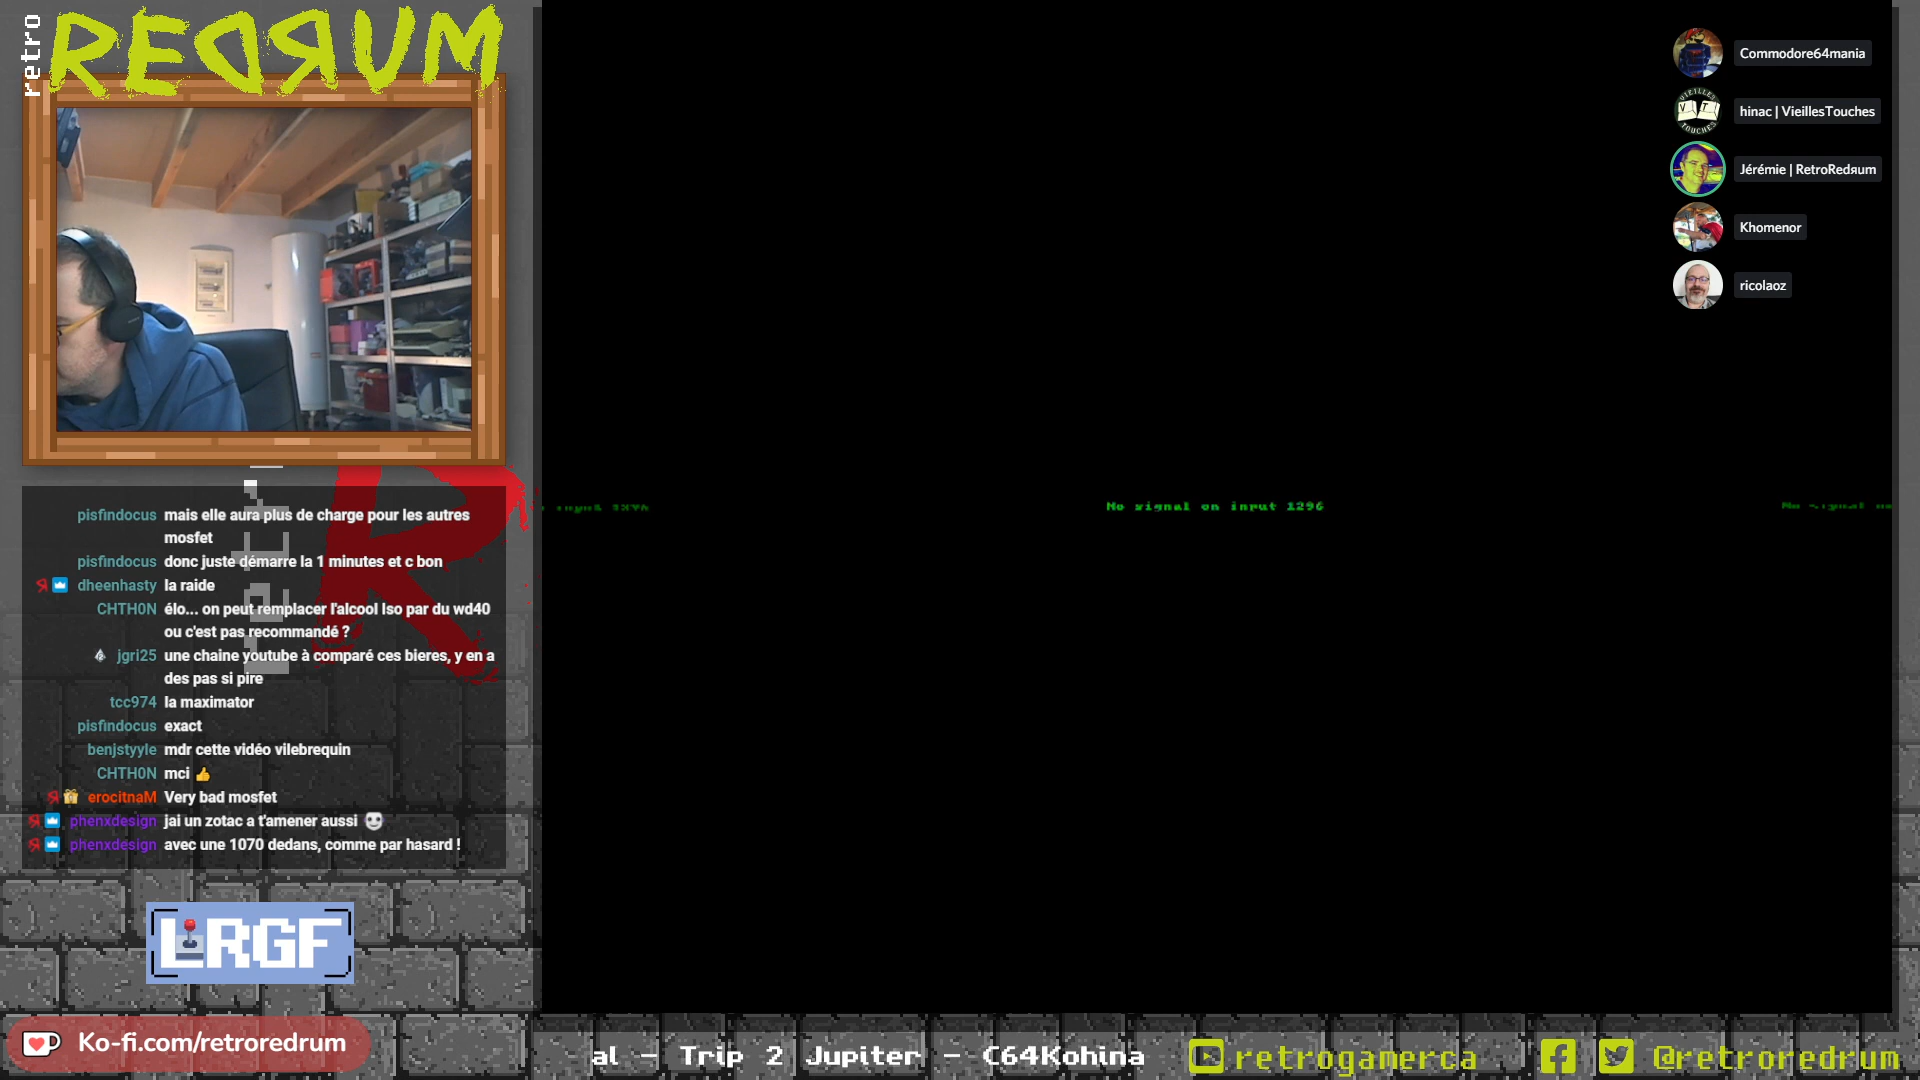 retro
REDRUM
Commodore64mania
hinac | VieillesTouches
VIEILLES
VT
TOUCHES
Jérémie | RetroRedяum
Khomenor
ricolaoz
No signal on input 1296
pisfindocus mais elle aura plus de charge pour les autres
mosfet
pisfindocus donc juste démarre la 1 minutes et c bon
dheenhasty la raide
CHTH0N élo... on peut remplacer l'alcool Iso par du wd40
ou c'est pas recommandé ?
jgri25 une chaine youtube à comparé ces bieres, y en a
des pas si pire
tcc974 la maximator
pisfindocus exact
benjstyyle mdr cette vidéo vilebrequin
CHTH0N mci 👍
erocitnaM Very bad mosfet
phenxdesign jai un zotac a t'amener aussi
phenxdesign avec une 1070 dedans, comme par hasard !
LRGF
Ko-fi.com/retroredrum
al - Trip 2 Jupiter - C64Kohina
retrogamerca
@retroredrum